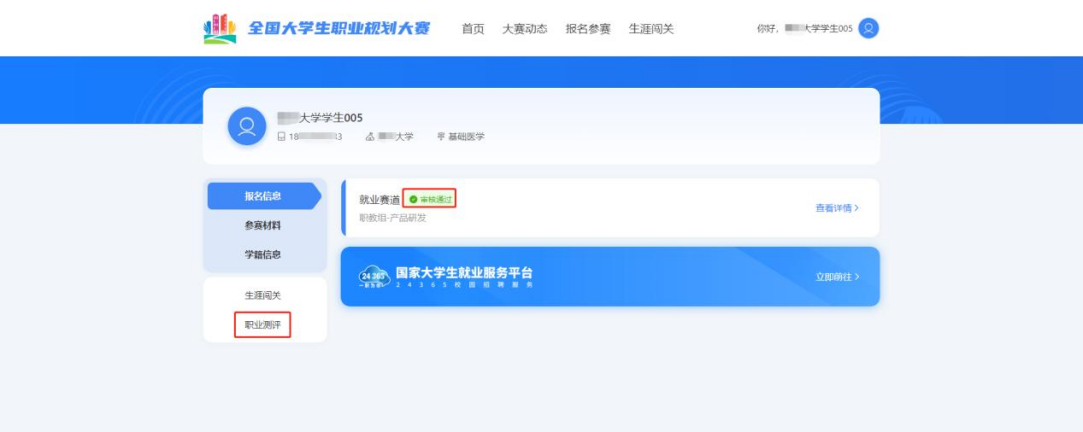 全国大学生职业规划大赛
首页 大赛动态 报名参赛 生涯闯关
你好, 大学学生005
大学学生005
18 33 大学 基础医学
报名信息
参赛材料
学籍信息
生涯闯关
职业测评
就业赛道 审核通过
职教组-产品研发
查看详情 >
24365 国家大学生就业服务平台
24365校园招聘服务
立即前往 >